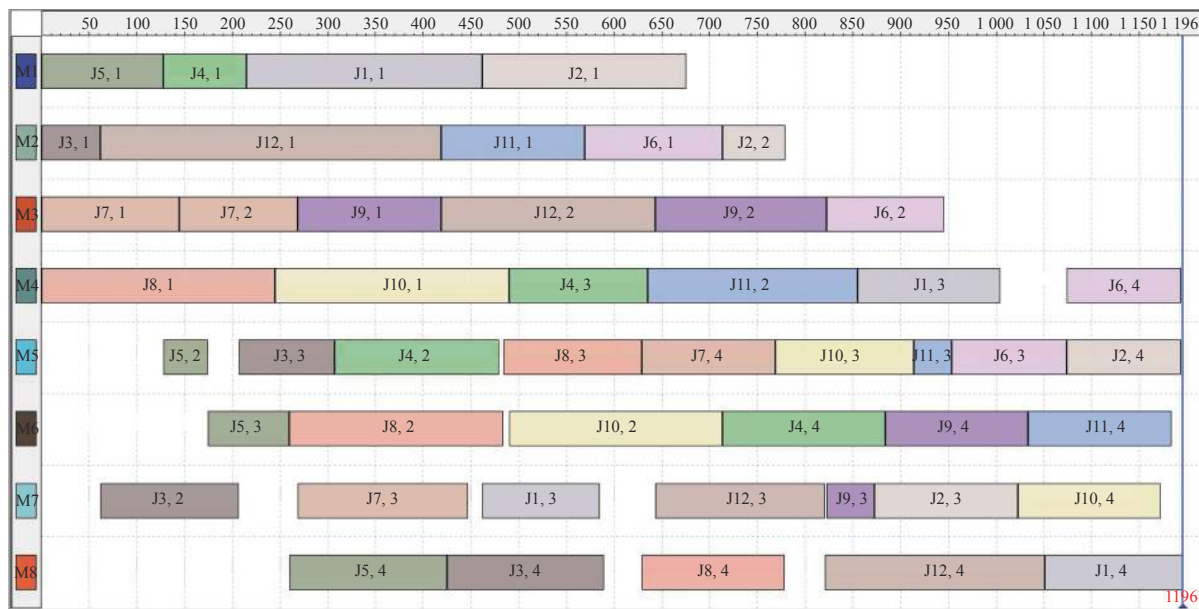 50 100 150 200 250 300 350 400 450 500 550 600 650 700 750 800 850 900 950 1 000 1 050 1 100 1 150 1 196
M1 J5, 1 J4, 1 J1, 1 J2, 1
M2 J3, 1 J12, 1 J11, 1 J6, 1 J2, 2
M3 J7, 1 J7, 2 J9, 1 J12, 2 J9, 2 J6, 2
M4 J8, 1 J10, 1 J4, 3 J11, 2 J1, 3 J6, 4
M5 J5, 2 J3, 3 J4, 2 J8, 3 J7, 4 J10, 3 J11, 3 J6, 3 J2, 4
M6 J5, 3 J8, 2 J10, 2 J4, 4 J9, 4 J11, 4
M7 J3, 2 J7, 3 J1, 3 J12, 3 J9, 3 J2, 3 J10, 4
M8 J5, 4 J3, 4 J8, 4 J12, 4 J1, 4
1196